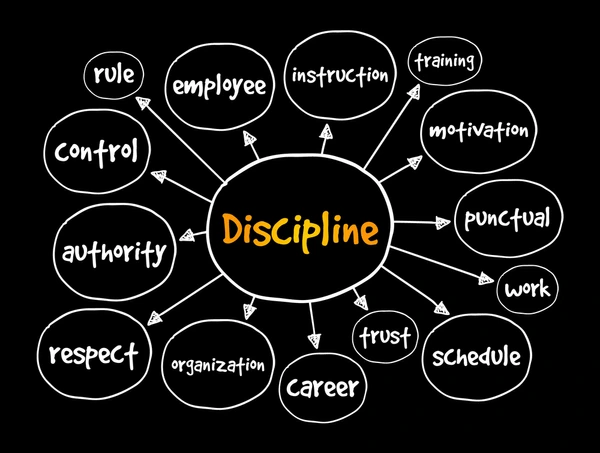 rule
employee
instruction
training
control
motivation
authority
Discipline
punctual
work
respect
organization
career
trust
schedule